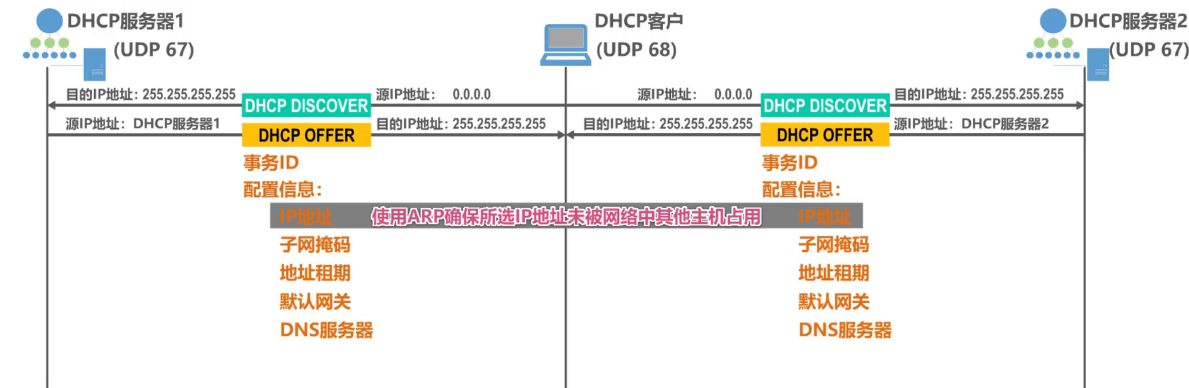 DHCP服务器1
(UDP 67)
DHCP客户
(UDP 68)
DHCP服务器2
(UDP 67)
目的IP地址: 255.255.255.255 DHCP DISCOVER 源IP地址: 0.0.0.0
源IP地址: 0.0.0.0 DHCP DISCOVER 目的IP地址: 255.255.255.255
源IP地址: DHCP服务器1 DHCP OFFER 目的IP地址: 255.255.255.255
目的IP地址: 255.255.255.255 DHCP OFFER 源IP地址: DHCP服务器2
事务ID
配置信息:
IP地址
子网掩码
地址租期
默认网关
DNS服务器
使用ARP确保所选IP地址未被网络中其他主机占用
事务ID
配置信息:
IP地址
子网掩码
地址租期
默认网关
DNS服务器